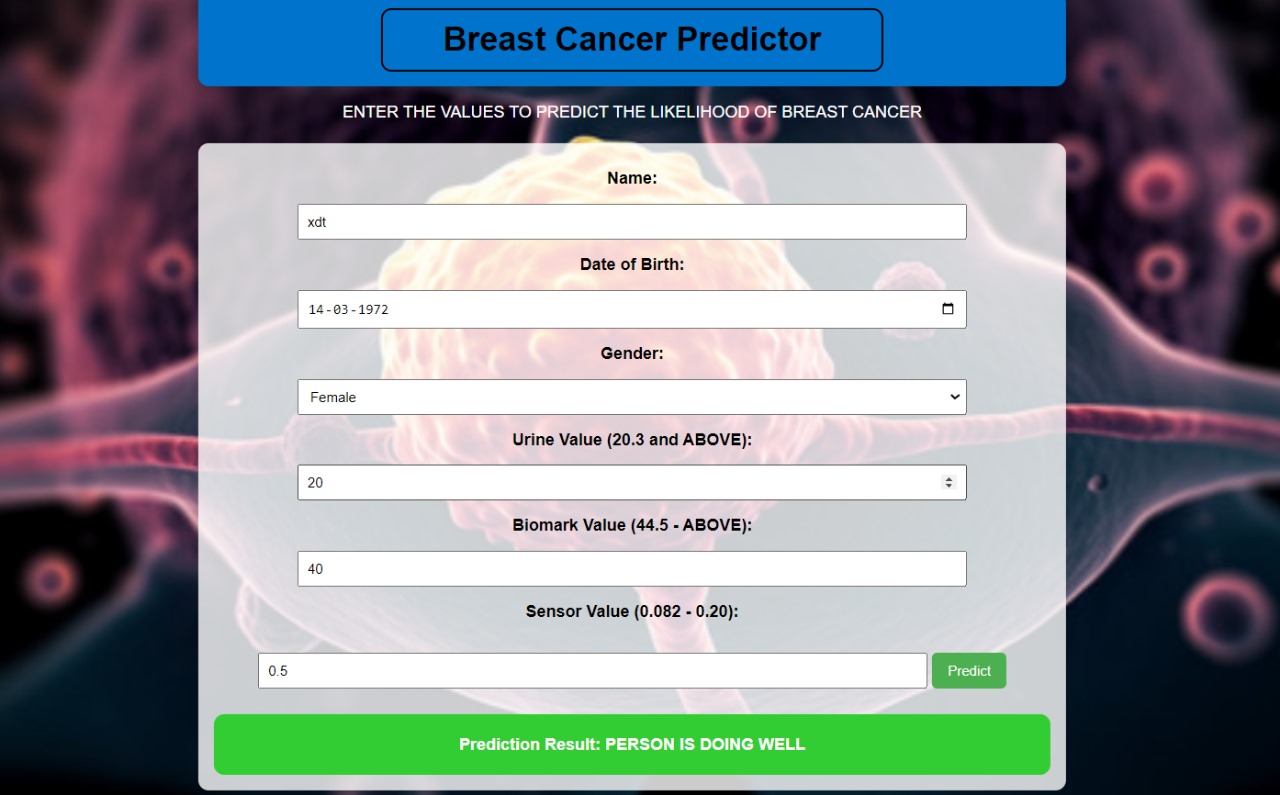 Breast Cancer Predictor
ENTER THE VALUES TO PREDICT THE LIKELIHOOD OF BREAST CANCER
Name:
xdt
Date of Birth:
14-03-1972
Gender:
Female
Urine Value (20.3 and ABOVE):
20
Biomark Value (44.5 - ABOVE):
40
Sensor Value (0.082 - 0.20):
0.5 Predict
Prediction Result: PERSON IS DOING WELL